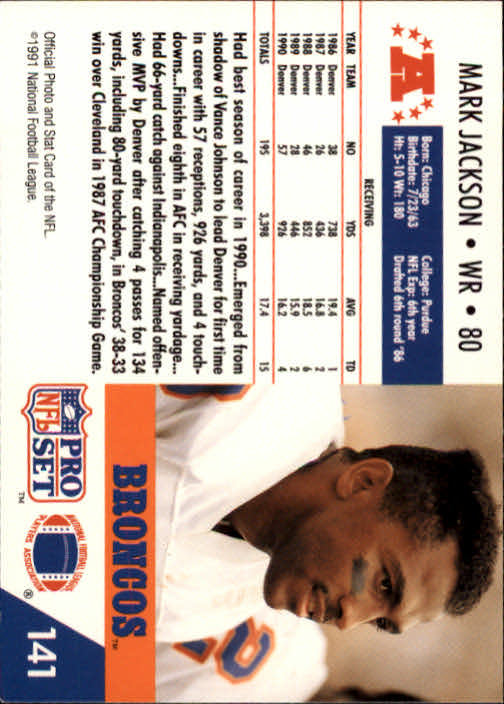 MARK JACKSON • WR • 80
A
Born: Chicago
Birthdate: 7/23/63
Ht: 5-10 Wt: 180
College: Purdue
NFL Exp: 6th year
Drafted 6th round '86
RECEIVING
YEAR TEAM NO YDS AVG TD
1986 Denver 38 738 19.4 1
1987 Denver 26 436 16.8 2
1988 Denver 46 852 18.5 6
1989 Denver 28 446 15.9 2
1990 Denver 57 926 16.2 4
TOTALS 195 3,398 17.4 15
Had best season of career in 1990...Emerged from
shadow of Vance Johnson to lead Denver for first time
in career with 57 receptions, 926 yards, and 4 touch-
downs...Finished eighth in AFC in receiving yardage...
Had 66-yard catch against Indianapolis...Named offen-
sive MVP by Denver after catching 4 passes for 134
yards, including 80-yard touchdown, in Broncos' 38-33
win over Cleveland in 1987 AFC Championship Game.
Official Photo and Stat Card of the NFL
©1991 National Football League.
BRONCOS™
PRO
SET™
NFL
NATIONAL FOOTBALL LEAGUE
PLAYERS ASSOCIATION®
141